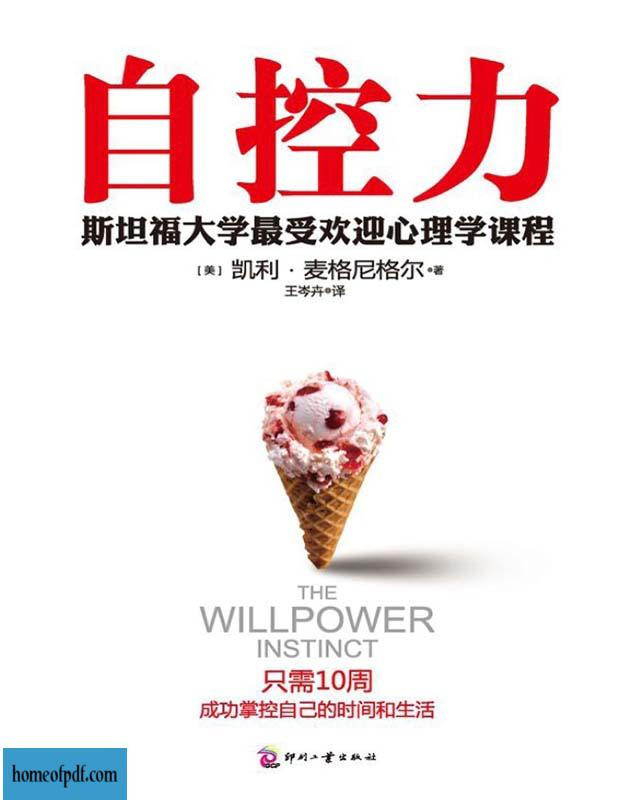 自控力
斯坦福大学最受欢迎心理学课程
[美] 凯利·麦格尼格尔 著
王岑卉 译
THE
WILLPOWER
INSTINCT
只需10周
成功掌控自己的时间和生活
GCP 印刷工业出版社
homeofpdf.com